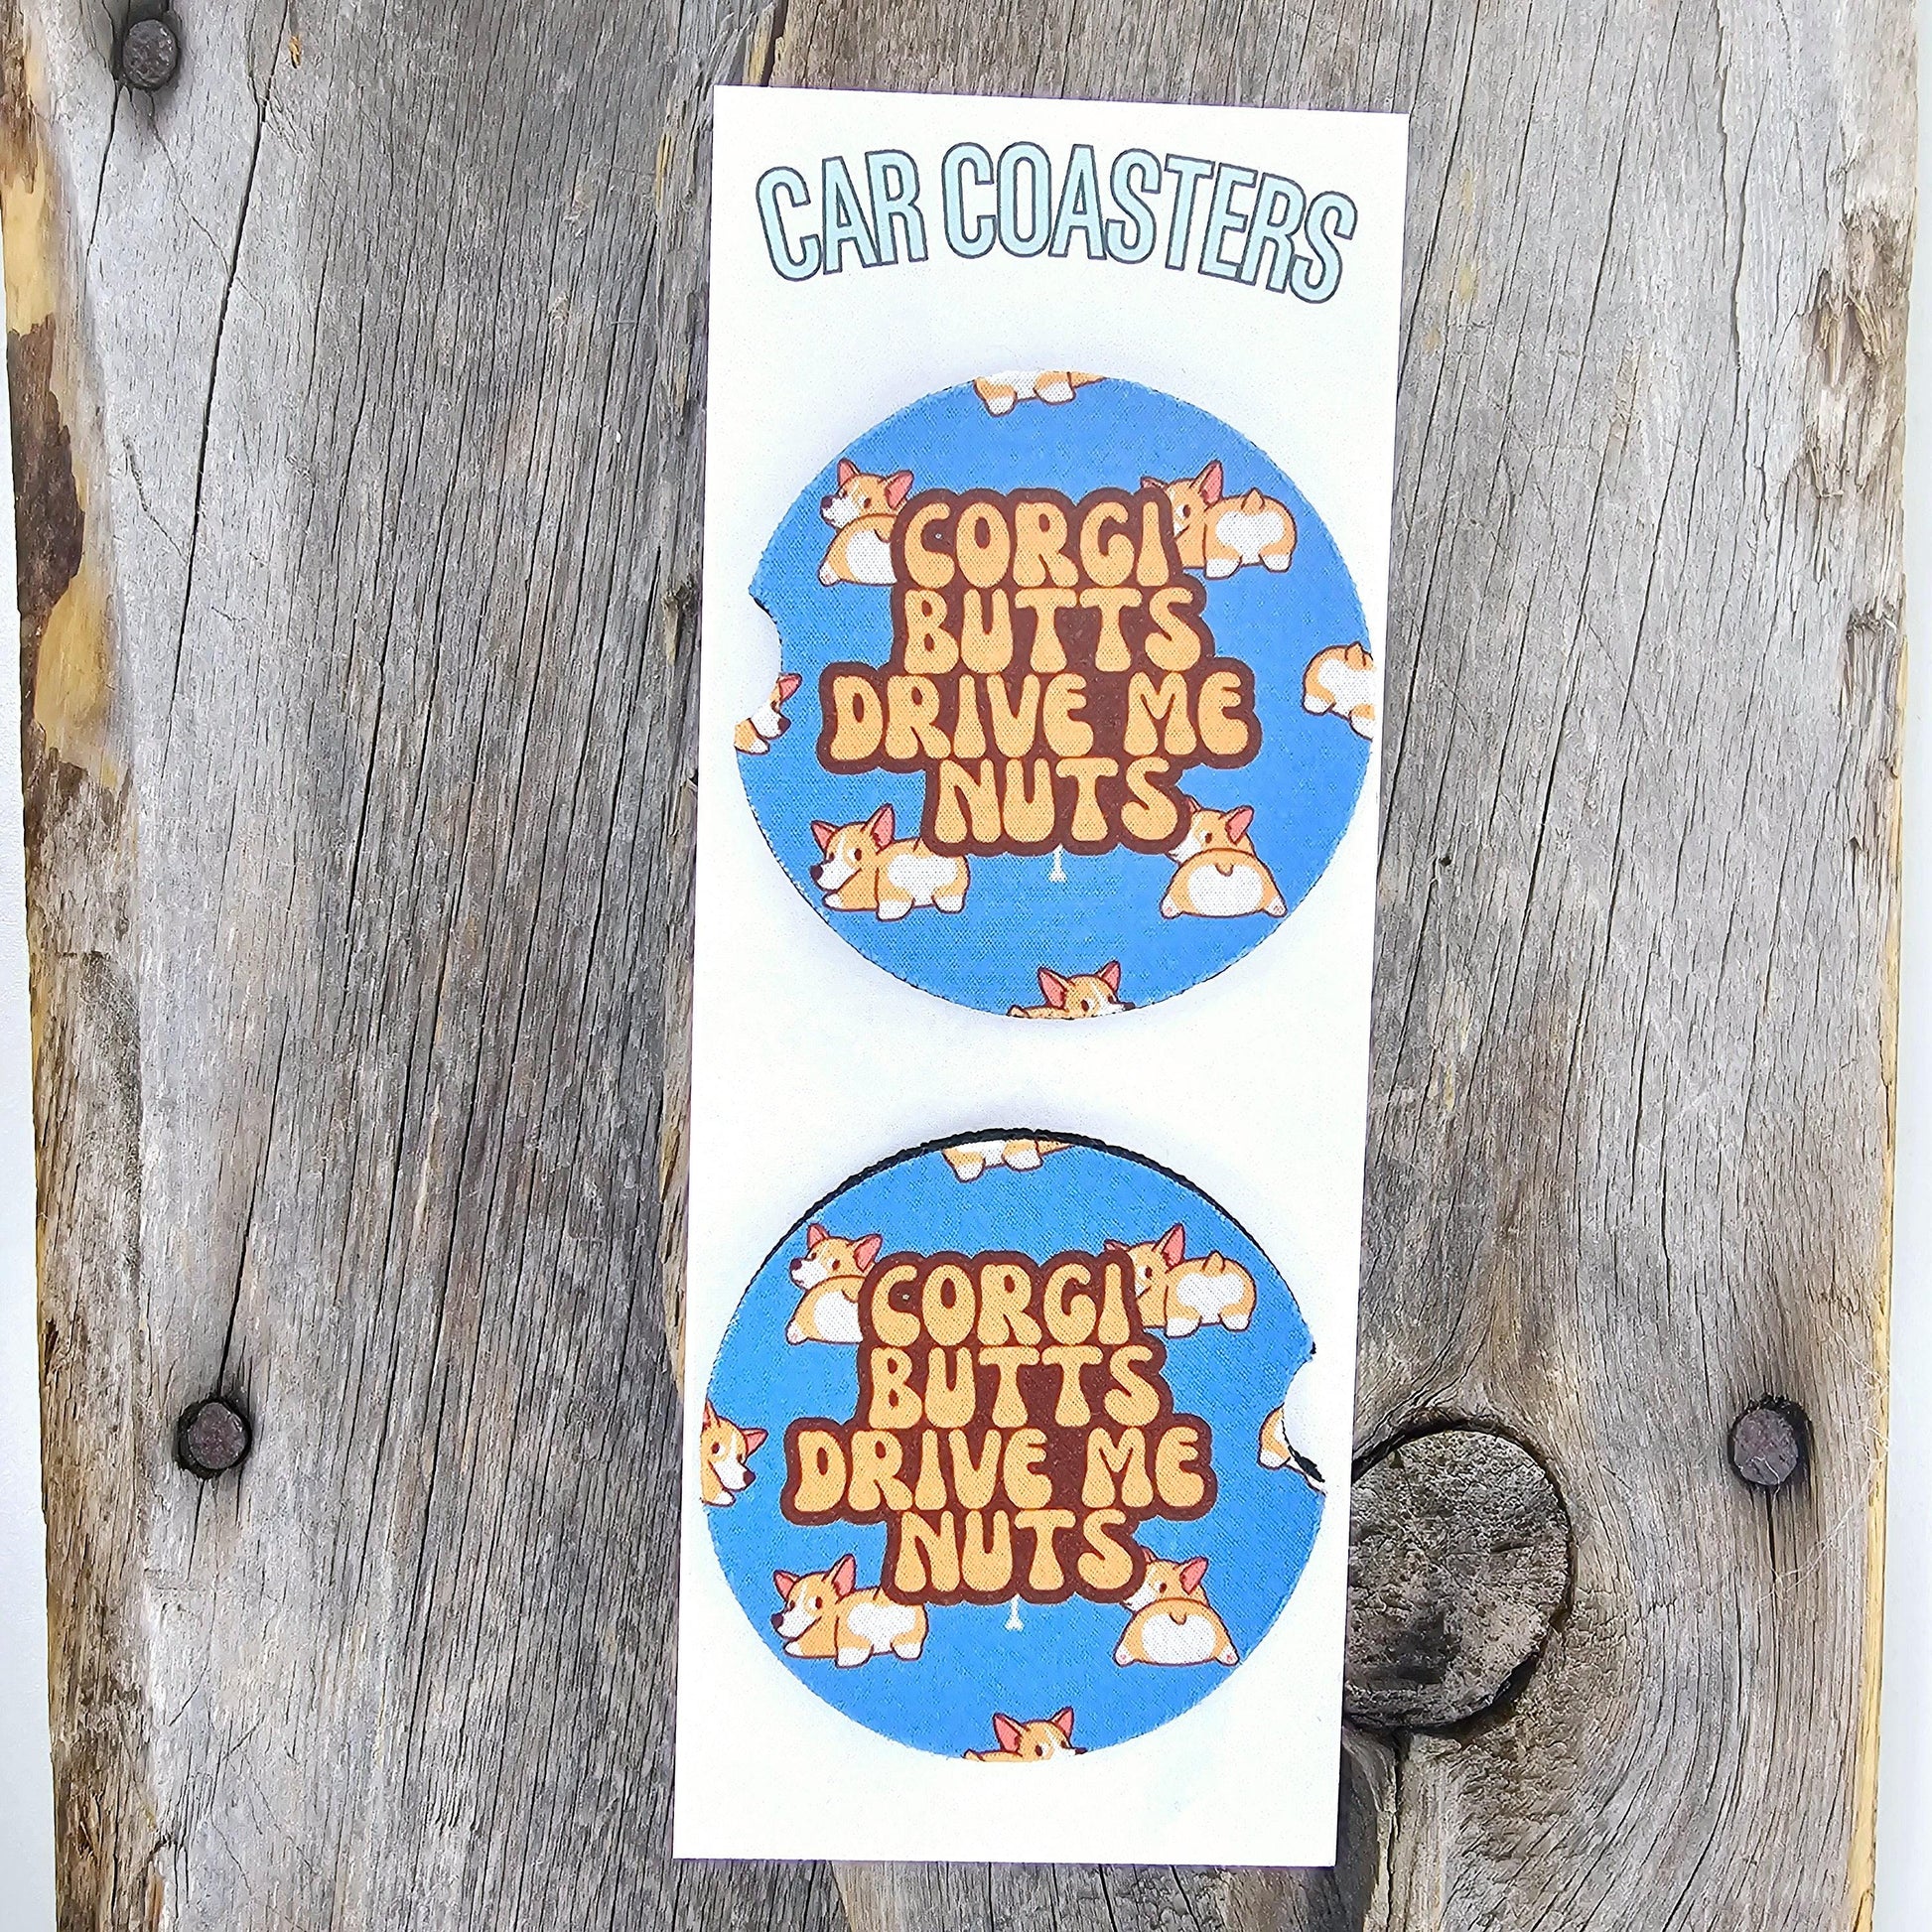 CAR COASTERS
CORGI
BUTTS
DRIVE ME
NUTS
CORGI
BUTTS
DRIVE ME
NUTS